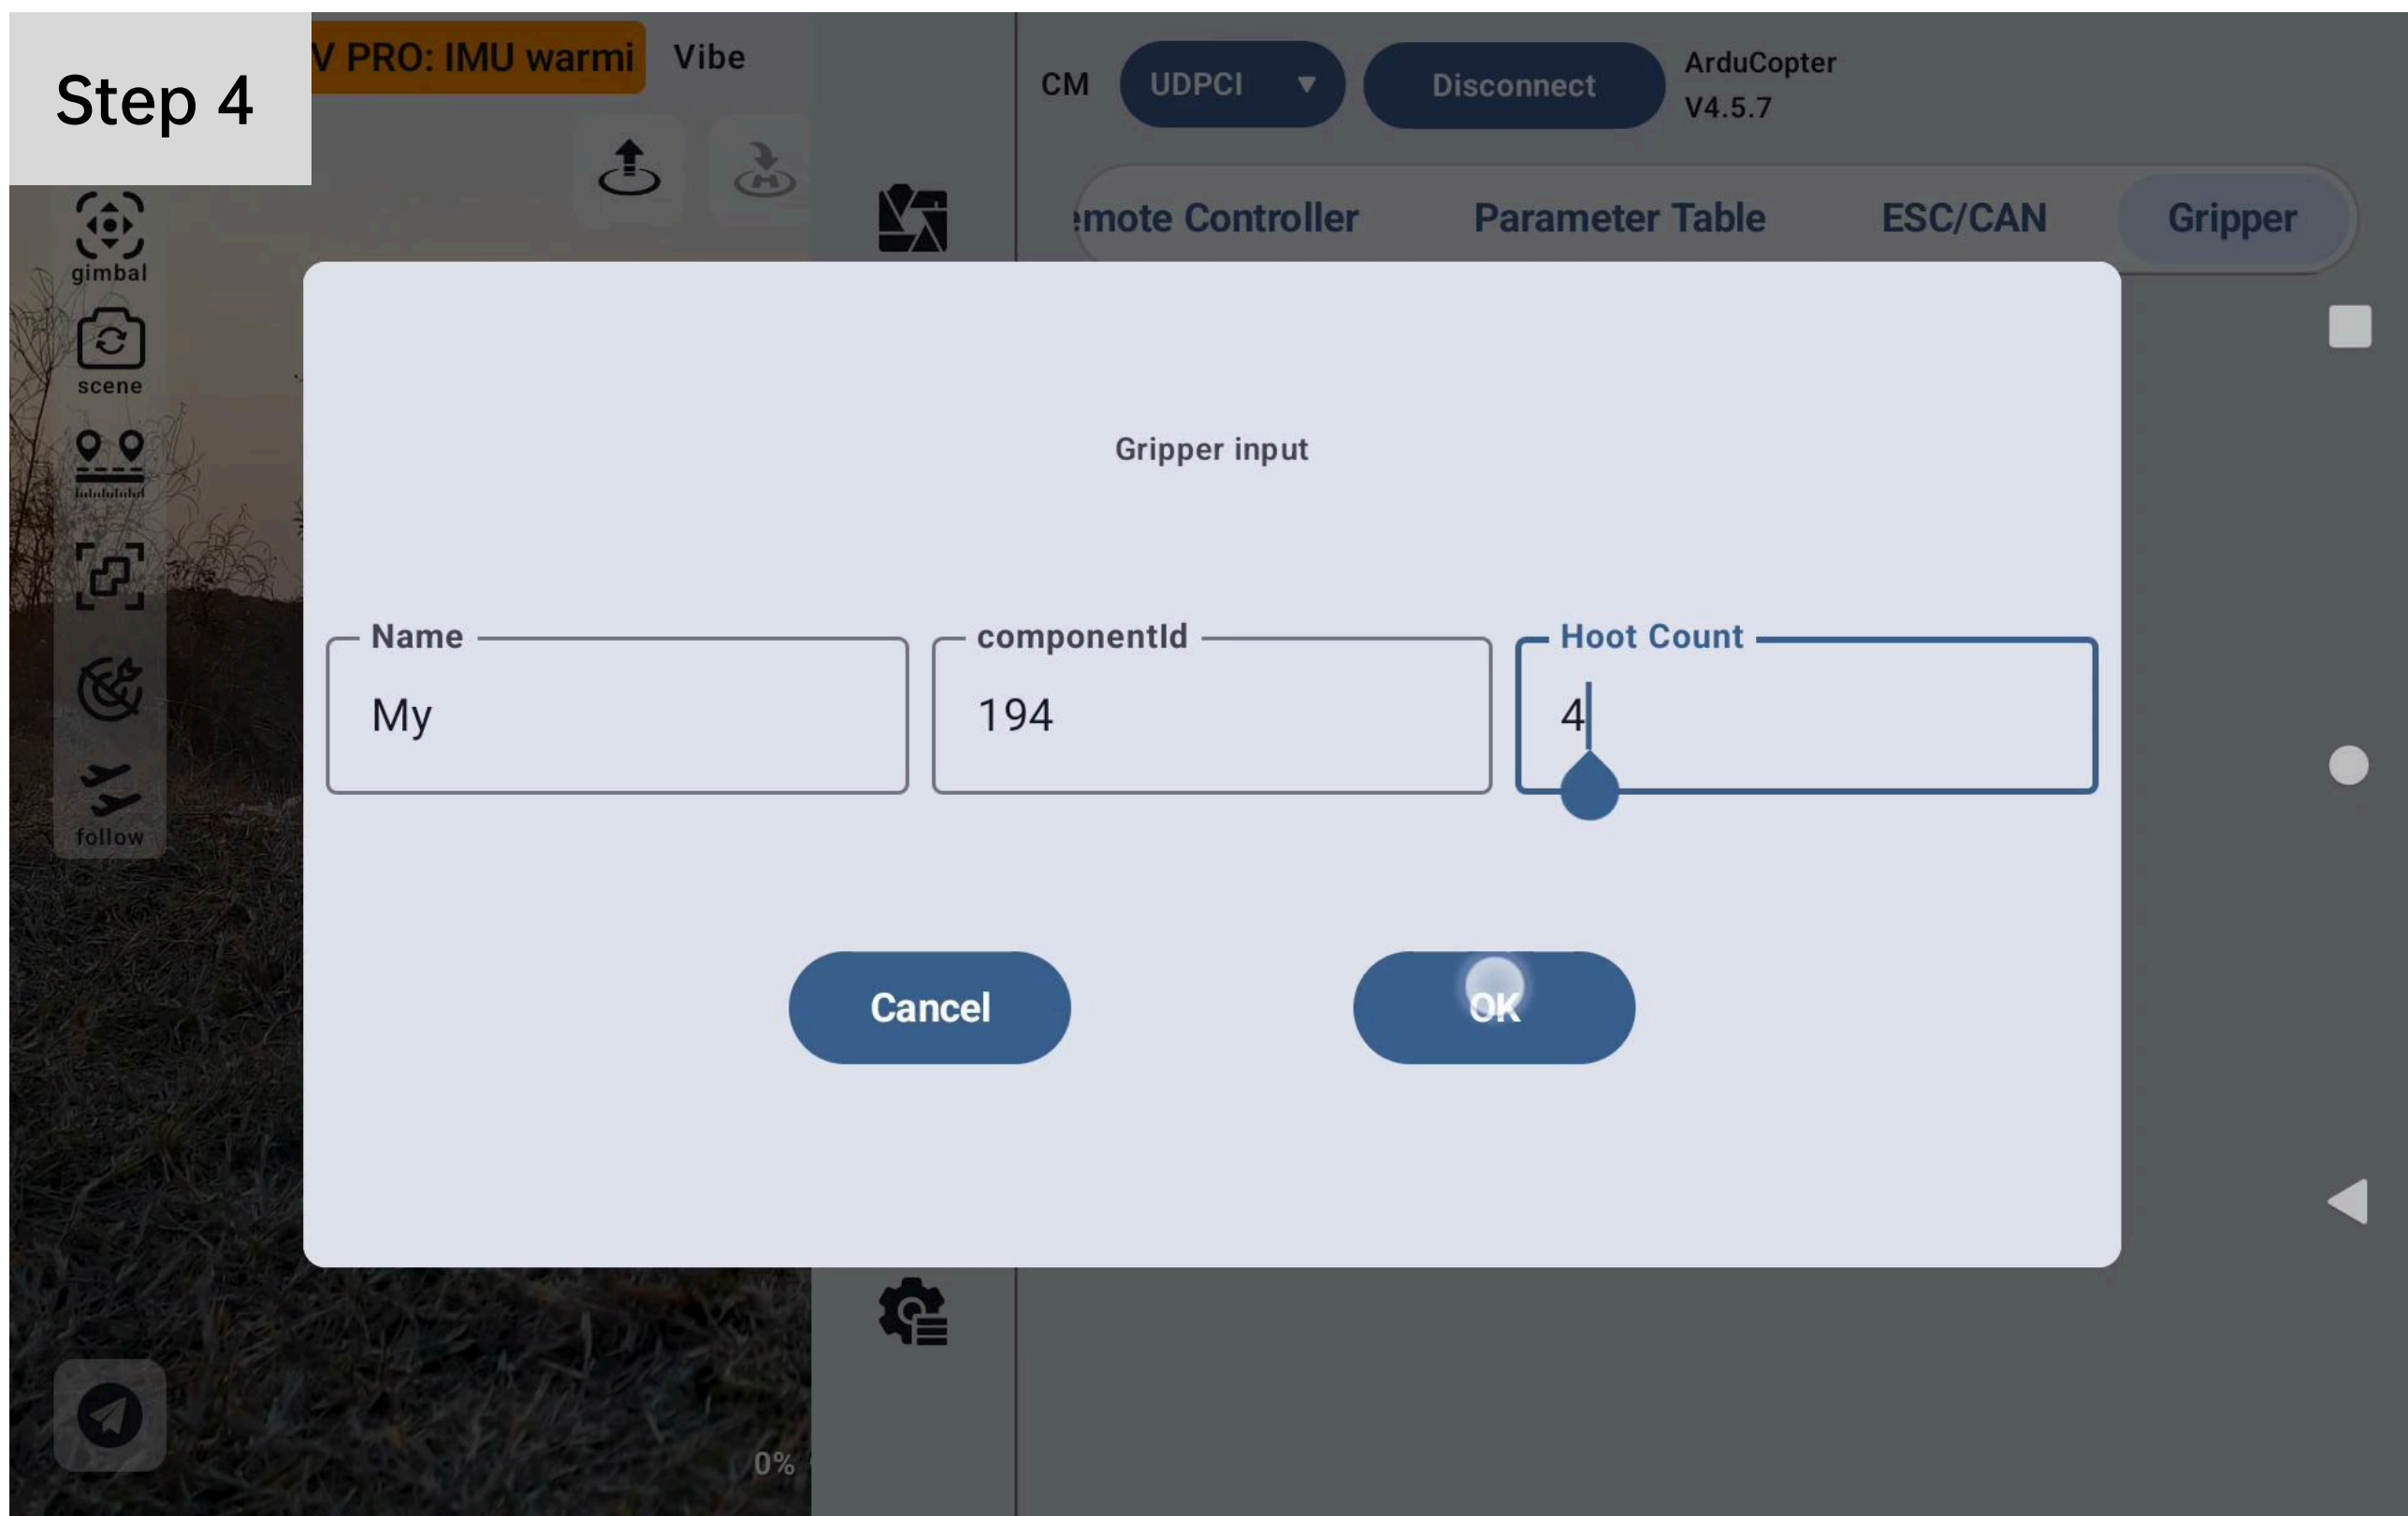 Step 4
V PRO: IMU warmi
Vibe
CM
UDPCI
Disconnect
ArduCopter
V4.5.7
emote Controller
Parameter Table
ESC/CAN
Gripper
gimbal
scene
follow
Gripper input
Name
My
componentId
194
Hoot Count
4
Cancel
OK
0%